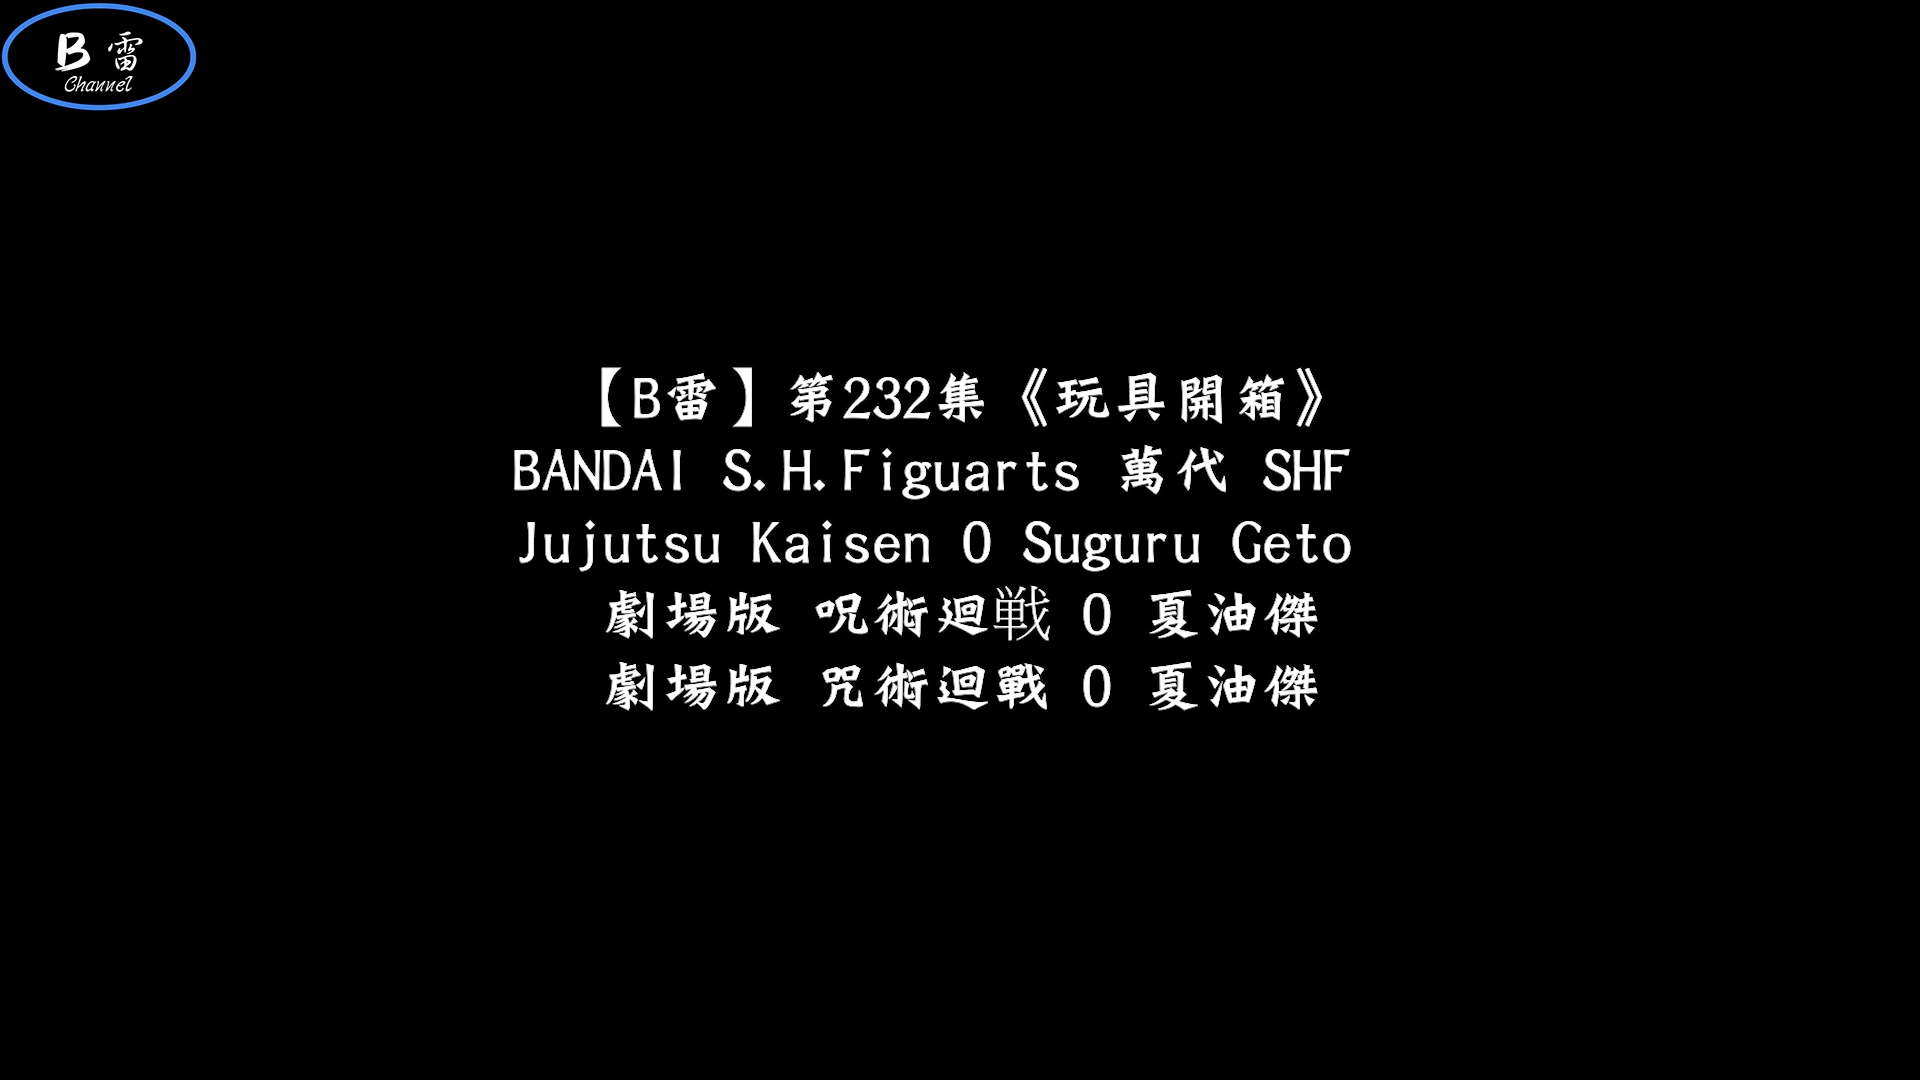 B雷
Channel
【B雷】第232集《玩具開箱》
BANDAI S.H.Figuarts 萬代 SHF
Jujutsu Kaisen 0 Suguru Geto
劇場版 呪術迴戦 0 夏油傑
劇場版 咒術迴戰 0 夏油傑